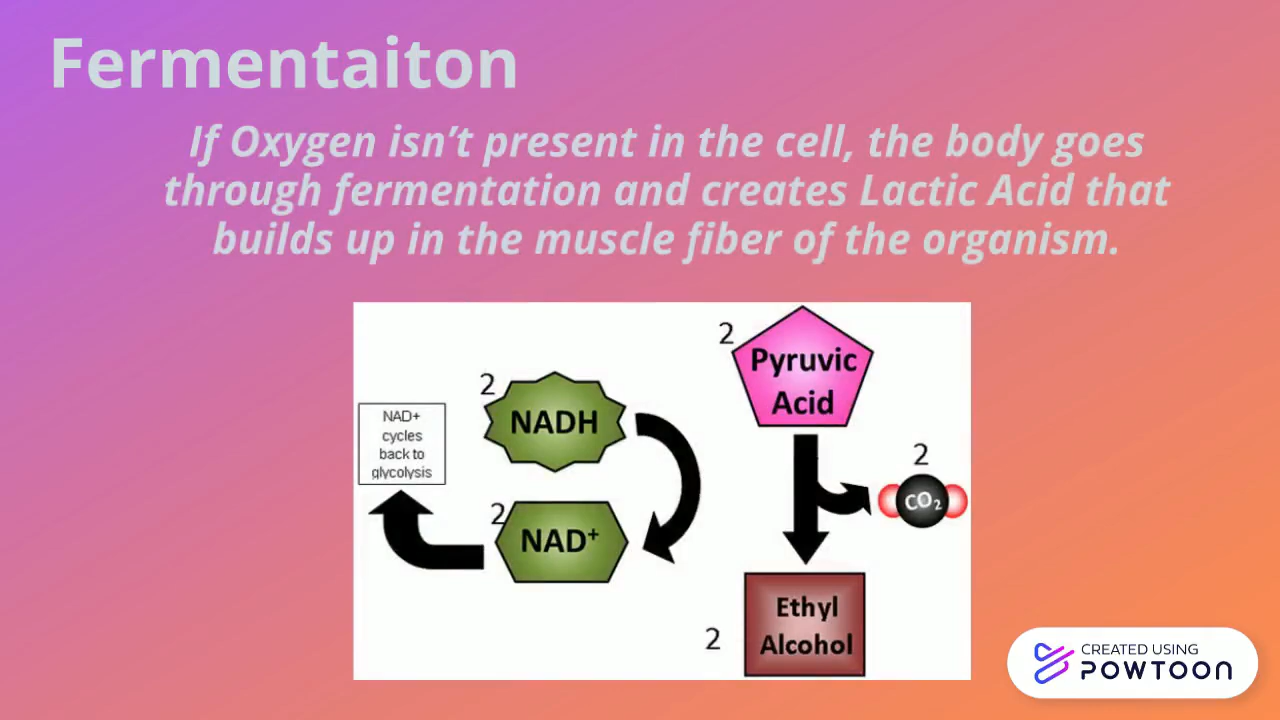 Fermentaiton
If Oxygen isn’t present in the cell, the body goes
through fermentation and creates Lactic Acid that
builds up in the muscle fiber of the organism.
2
Pyruvic
Acid
2
NADH
NAD+
cycles
back to
glycolysis
2
CO₂
2
NAD⁺
2
Ethyl
Alcohol
CREATED USING
POWTOON